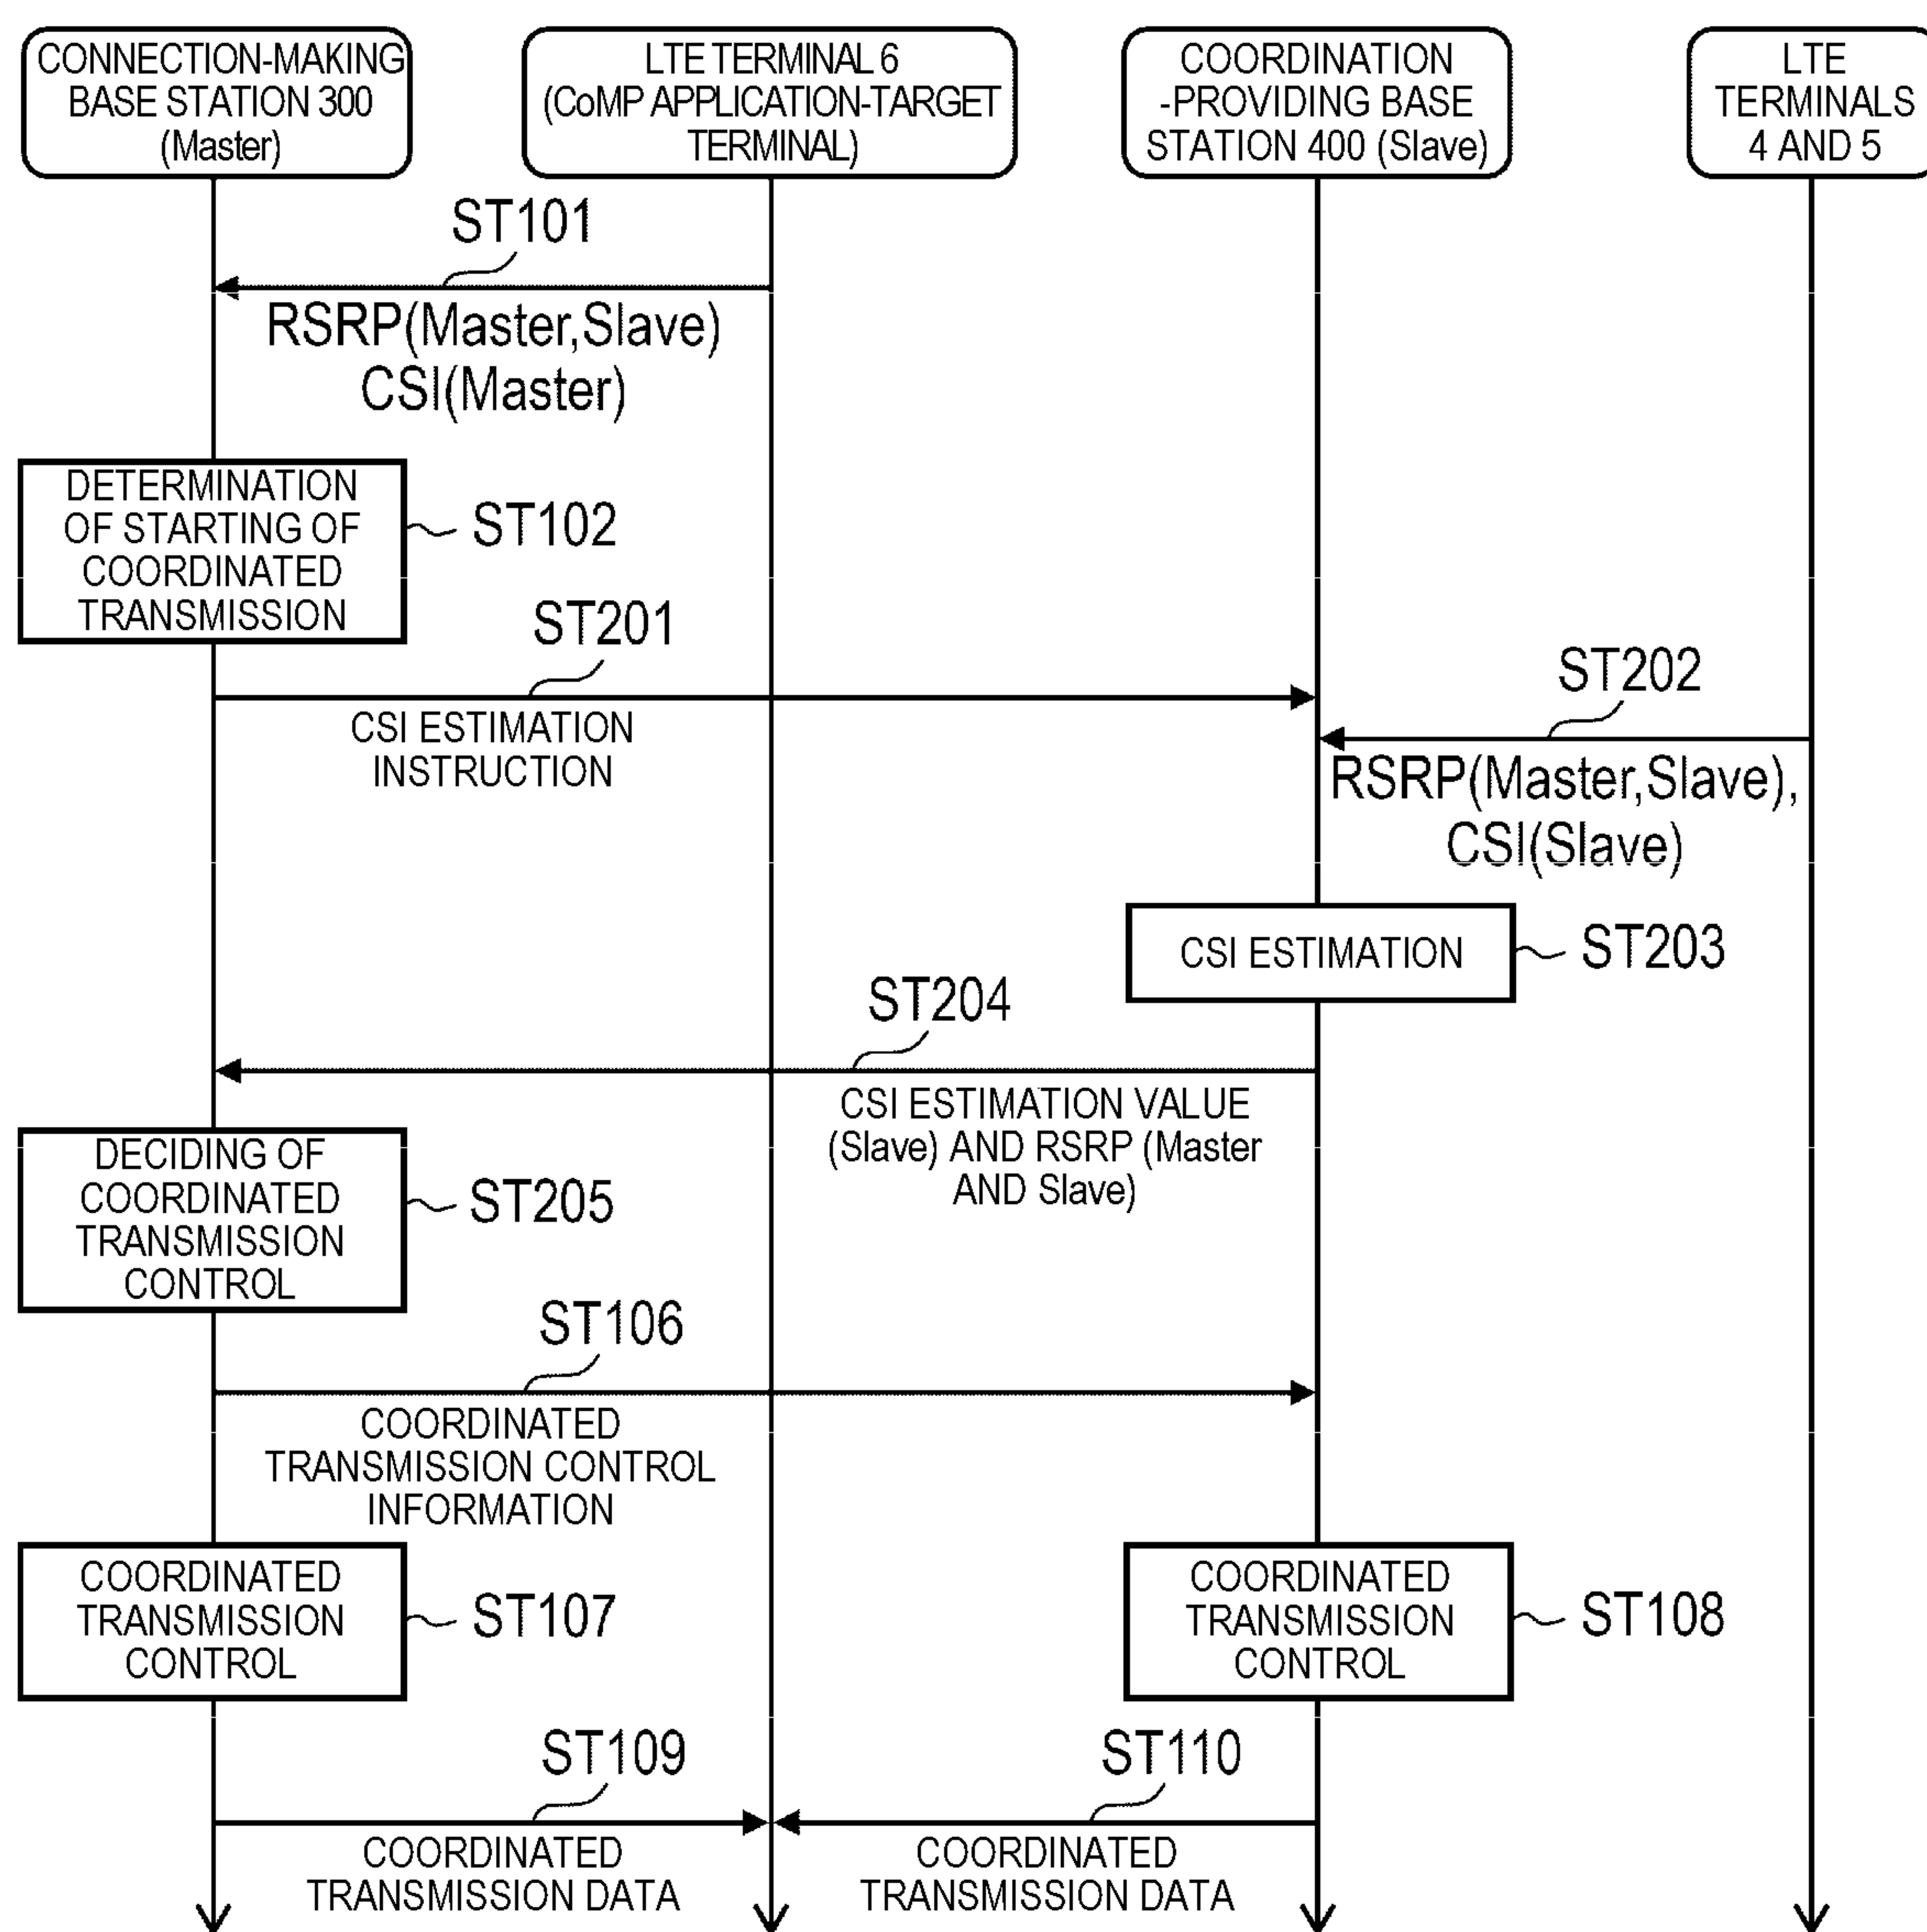 CONNECTION-MAKING
BASE STATION 300
(Master)
LTE TERMINAL 6
(CoMP APPLICATION-TARGET
TERMINAL)
COORDINATION
-PROVIDING BASE
STATION 400 (Slave)
LTE
TERMINALS
4 AND 5
ST101
RSRP(Master,Slave)
CSI(Master)
DETERMINATION
OF STARTING OF
COORDINATED
TRANSMISSION
ST102
ST201
CSI ESTIMATION
INSTRUCTION
ST202
RSRP(Master,Slave),
CSI(Slave)
CSI ESTIMATION
ST203
ST204
CSI ESTIMATION VALUE
(Slave) AND RSRP (Master
AND Slave)
DECIDING OF
COORDINATED
TRANSMISSION
CONTROL
ST205
ST106
COORDINATED
TRANSMISSION CONTROL
INFORMATION
COORDINATED
TRANSMISSION
CONTROL
ST107
COORDINATED
TRANSMISSION
CONTROL
ST108
ST109
COORDINATED
TRANSMISSION DATA
ST110
COORDINATED
TRANSMISSION DATA